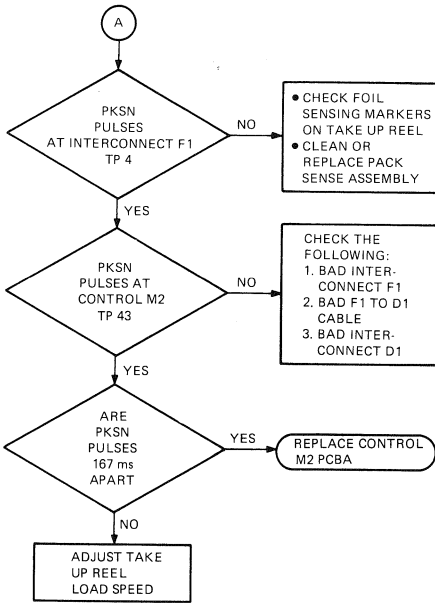 A
PKSN
PULSES
AT INTERCONNECT F1
TP 4
NO
● CHECK FOIL
SENSING MARKERS
ON TAKE UP REEL
● CLEAN OR
REPLACE PACK
SENSE ASSEMBLY
YES
PKSN
PULSES AT
CONTROL M2
TP 43
NO
CHECK THE
FOLLOWING:
1. BAD INTER-
CONNECT F1
2. BAD F1 TO D1
CABLE
3. BAD INTER-
CONNECT D1
YES
ARE
PKSN
PULSES
167 ms
APART
YES
REPLACE CONTROL
M2 PCBA
NO
ADJUST TAKE
UP REEL
LOAD SPEED